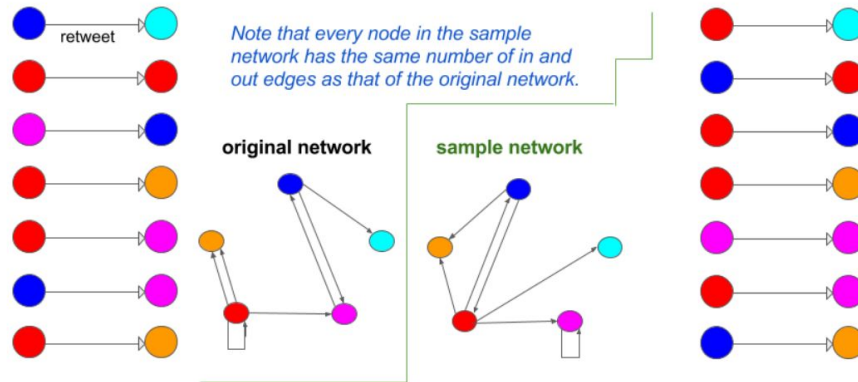 retweet
Note that every node in the sample
network has the same number of in and
out edges as that of the original network.
original network
sample network